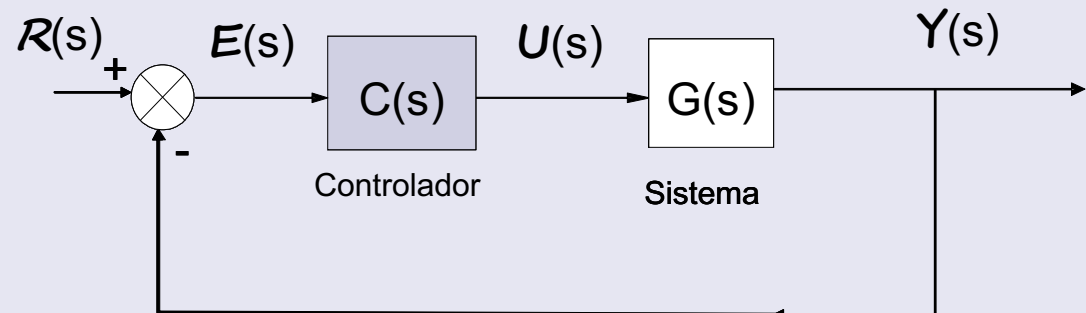 R(s)
E(s)
U(s)
Y(s)
+
C(s)
G(s)
-
Controlador
Sistema